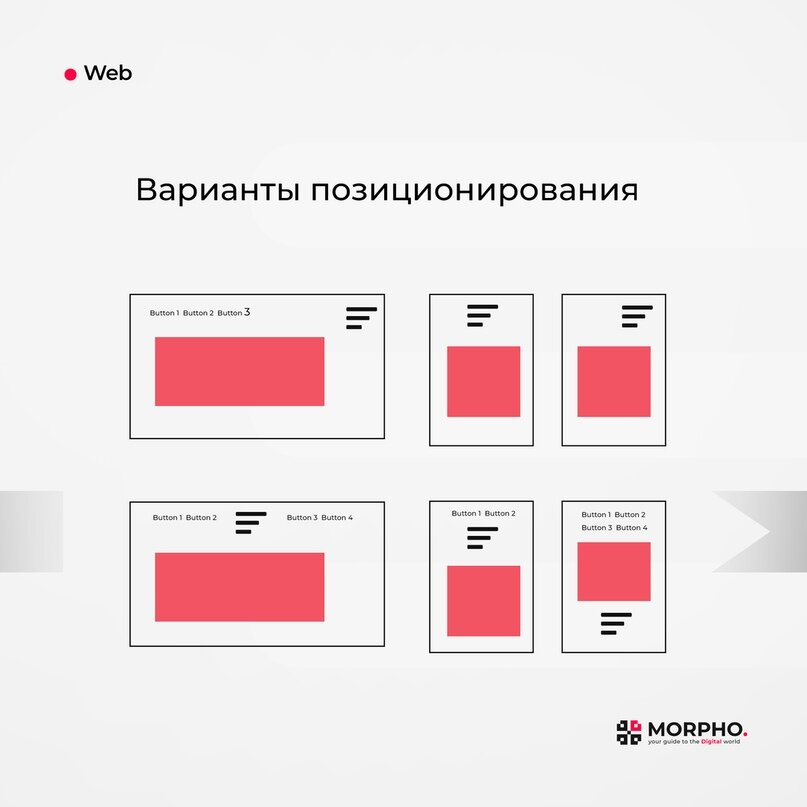 Web
Варианты позиционирования
Button 1 Button 2 Button 3
Button 1 Button 2
Button 3 Button 4
Button 1 Button 2
Button 1 Button 2
Button 3 Button 4
MORPHO.
your guide to the Digital world